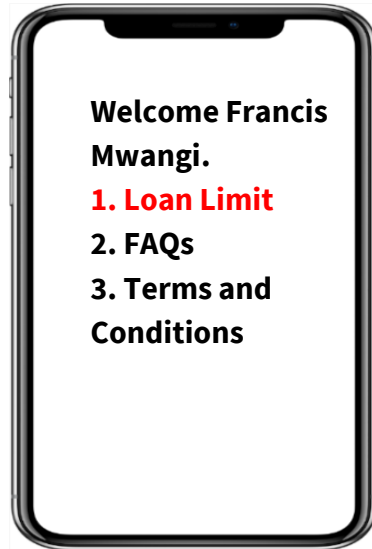 Welcome Francis
Mwangi.
1. Loan Limit
2. FAQs
3. Terms and
Conditions